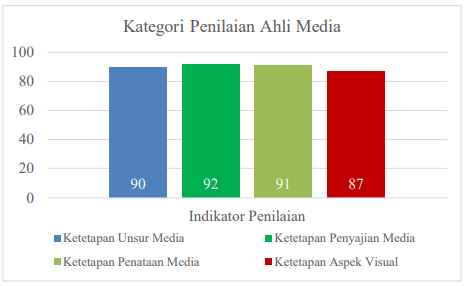 Kategori Penilaian Ahli Media
100
80
60
40
20
0
90
92
91
87
Indikator Penilaian
Ketetapan Unsur Media
Ketetapan Penyajian Media
Ketetapan Penataan Media
Ketetapan Aspek Visual